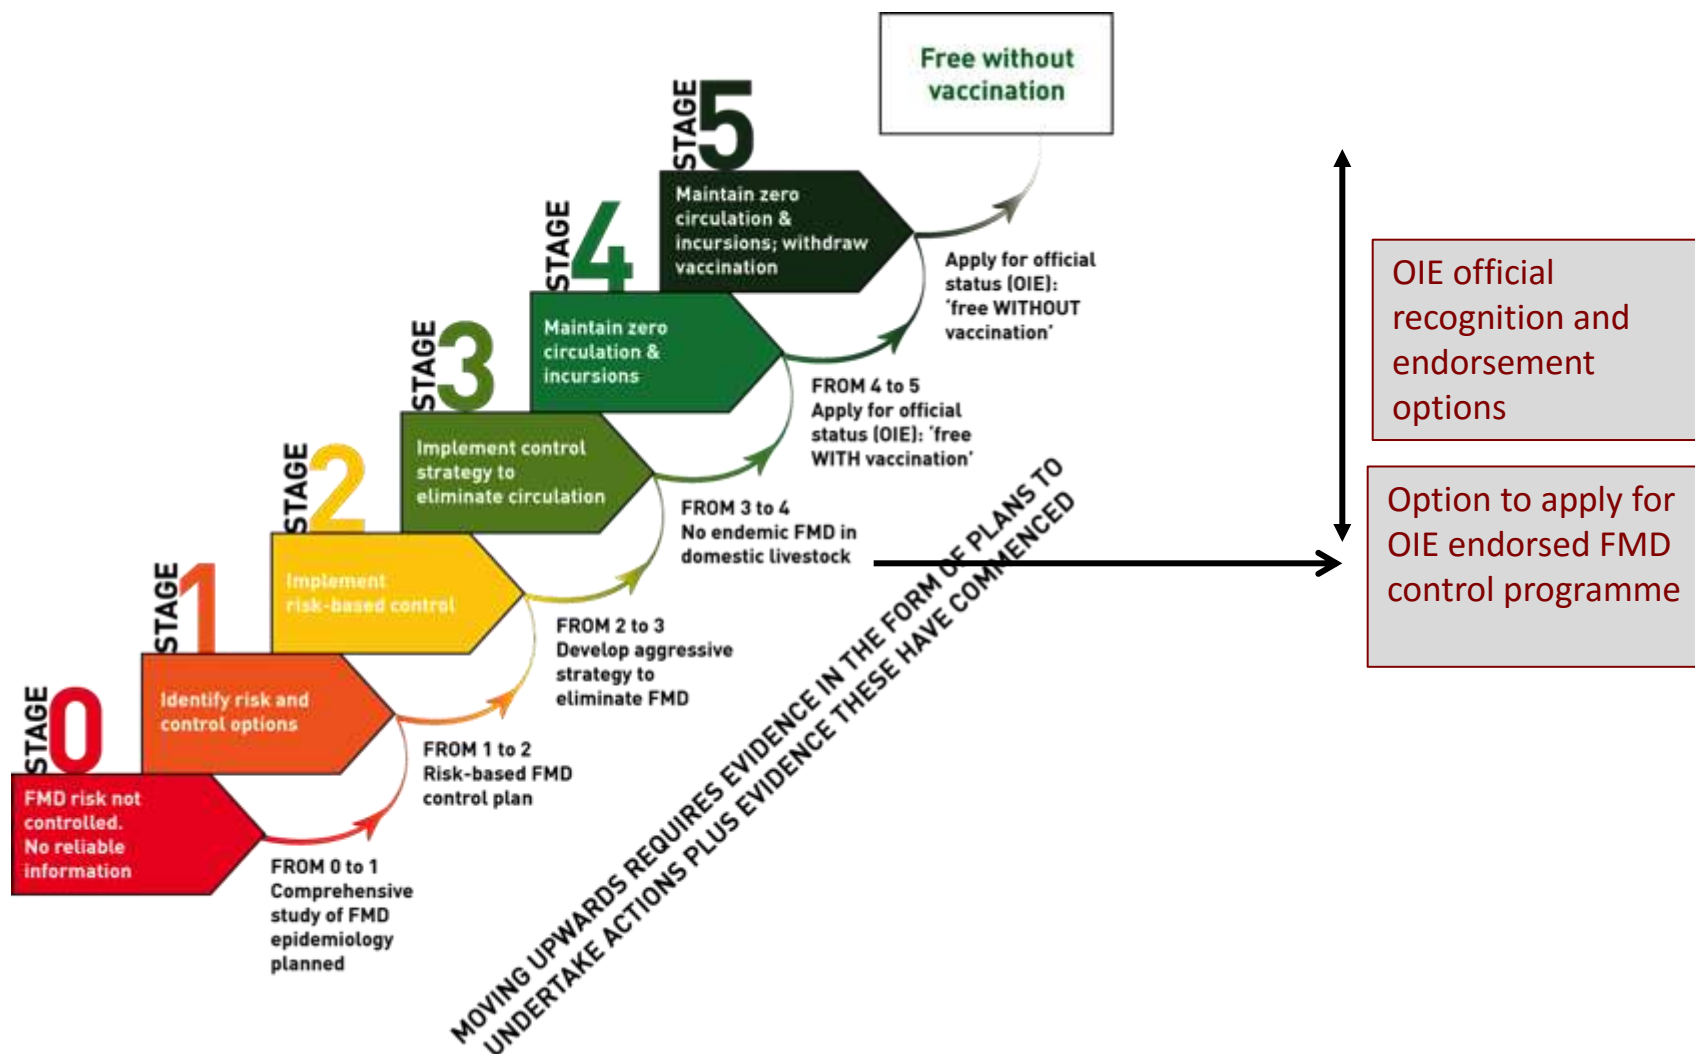 Free without
vaccination
STAGE
5
Maintain zero
circulation &
incursions; withdraw
vaccination
Apply for official
status (OIE):
'free WITHOUT
vaccination'
STAGE
4
Maintain zero
circulation &
incursions
FROM 4 to 5
Apply for official
status (OIE): 'free
WITH vaccination'
STAGE
3
Implement control
strategy to
eliminate circulation
FROM 3 to 4
No endemic FMD in
domestic livestock
STAGE
2
Implement
risk-based control
FROM 2 to 3
Develop aggressive
strategy to
eliminate FMD
STAGE
1
Identify risk and
control options
FROM 1 to 2
Risk-based FMD
control plan
STAGE
0
FMD risk not
controlled.
No reliable
information
FROM 0 to 1
Comprehensive
study of FMD
epidemiology
planned
MOVING UPWARDS REQUIRES EVIDENCE IN THE FORM OF PLANS TO
UNDERTAKE ACTIONS PLUS EVIDENCE THESE HAVE COMMENCED
OIE official
recognition and
endorsement
options
Option to apply for
OIE endorsed FMD
control programme